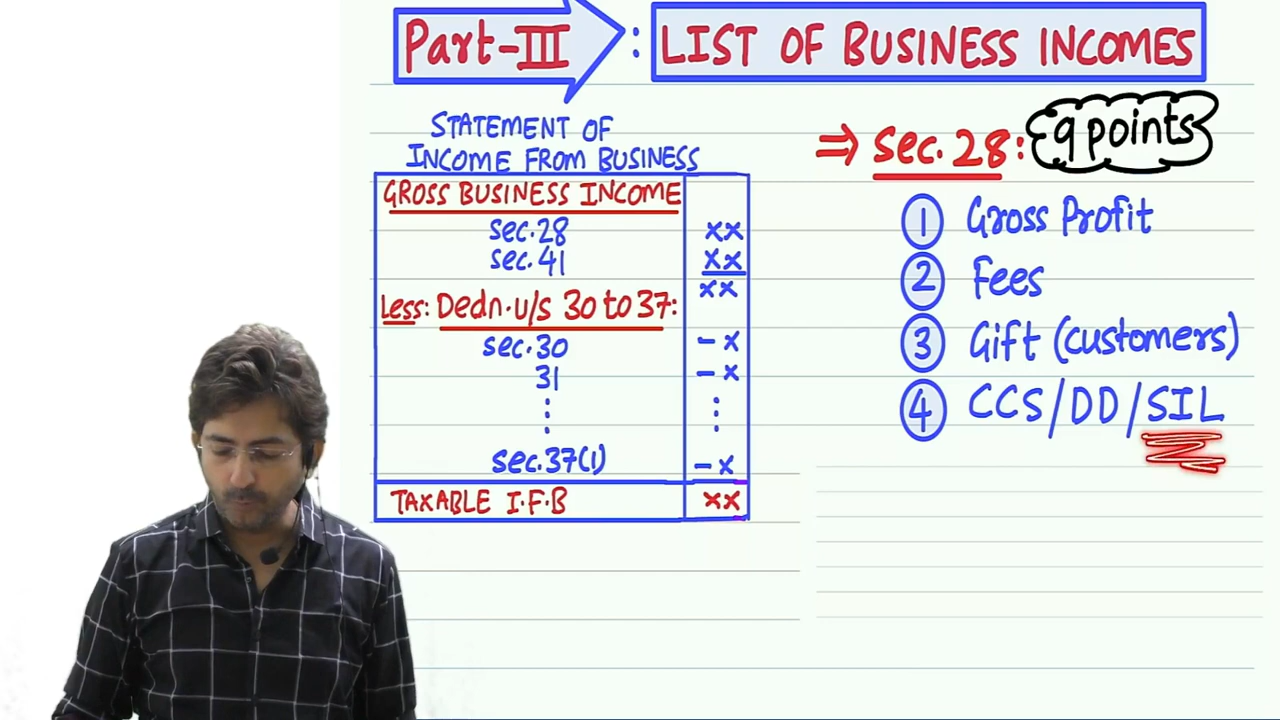 Part-III : LIST OF BUSINESS INCOMES
STATEMENT OF
INCOME FROM BUSINESS
GROSS BUSINESS INCOME
sec.28 xx
sec.41 xx
xx
Less: Dedn.u/s 30 to 37:
sec.30 - x
31 - x
⋮ ⋮
sec.37(1) - x
TAXABLE I.F.B xx
⇒ sec.28: 9 points
1 Gross Profit
2 Fees
3 Gift (customers)
4 CCS/DD/SIL